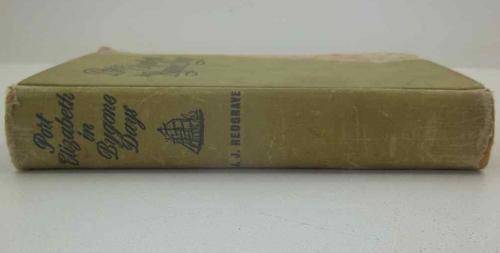 Port
Elizabeth
in
Bygone
Days
J. J. REDGRAVE